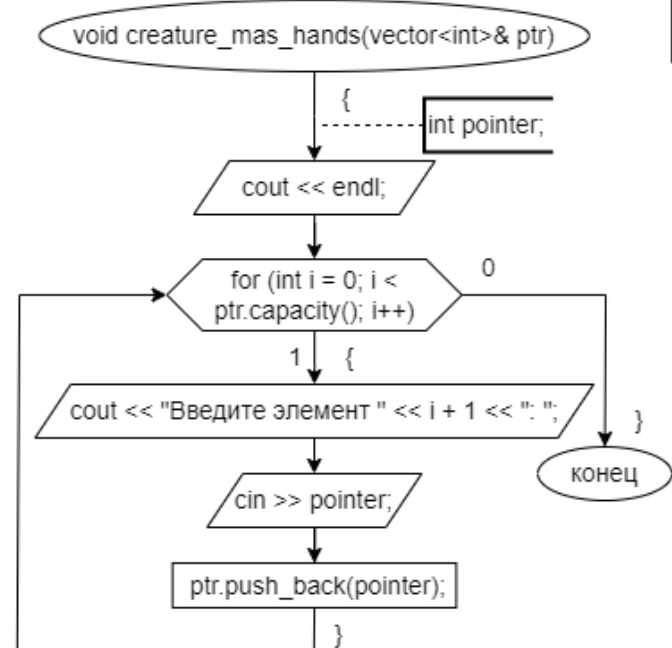 void creature_mas_hands(vector<int>& ptr)
{
int pointer;
cout << endl;
for (int i = 0; i <
ptr.capacity(); i++)
0
1
{
cout << "Введите элемент " << i + 1 << ": ";
}
cin >> pointer;
конец
ptr.push_back(pointer);
}